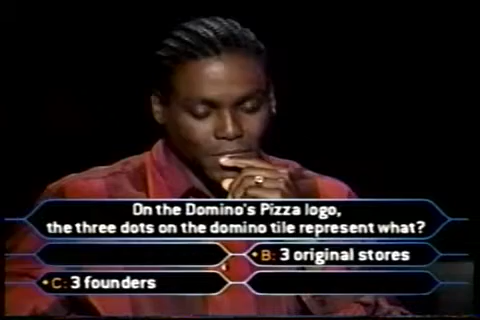 On the Domino's Pizza logo,
the three dots on the domino tile represent what?
B: 3 original stores
C: 3 founders